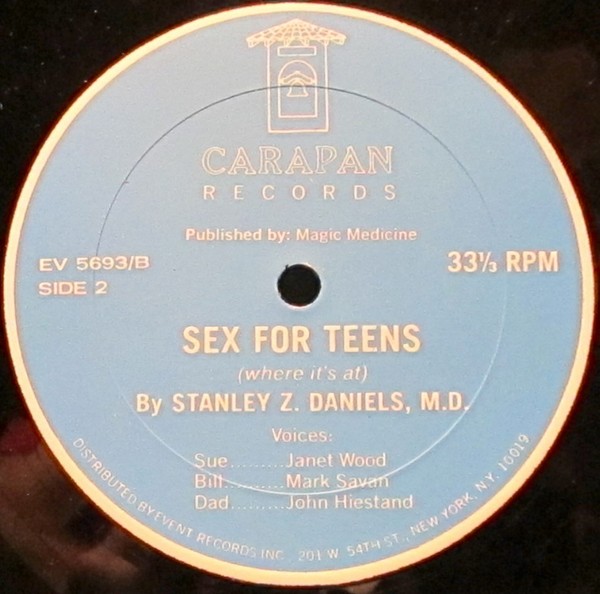 CARAPAN
RECORDS
Published by: Magic Medicine
EV 5693/B
SIDE 2
33⅓ RPM
SEX FOR TEENS
(where it's at)
By STANLEY Z. DANIELS, M.D.
Voices:
Sue.........Janet Wood
Bill.........Mark Savan
Dad.........John Hiestand
DISTRIBUTED BY EVENT RECORDS INC., 201 W. 54TH ST., NEW YORK, N.Y. 10019